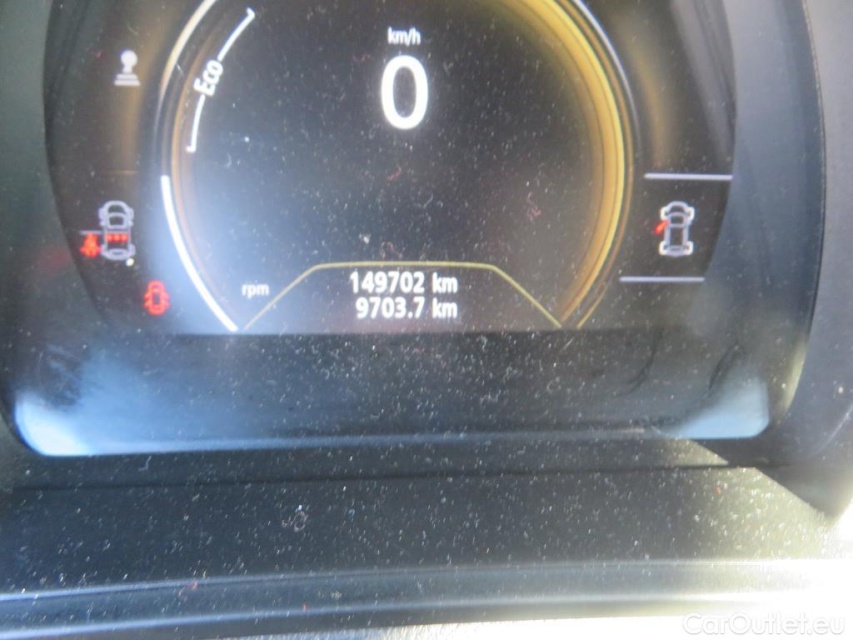 km/h
0
Eco
rpm
149702 km
9703.7 km
CarOutlet.eu